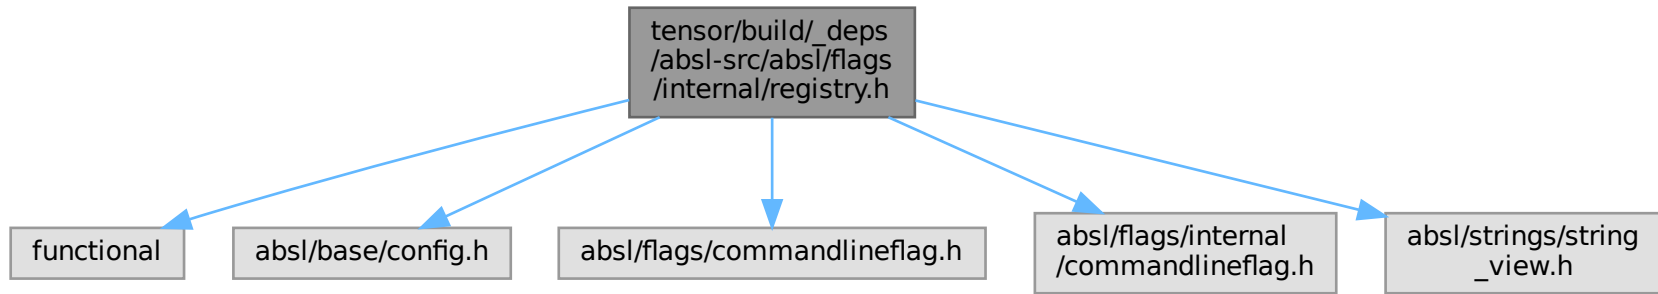 tensor/build/_deps
/absl-src/absl/flags
/internal/registry.h
functional
absl/base/config.h
absl/flags/commandlineflag.h
absl/flags/internal
/commandlineflag.h
absl/strings/string
_view.h